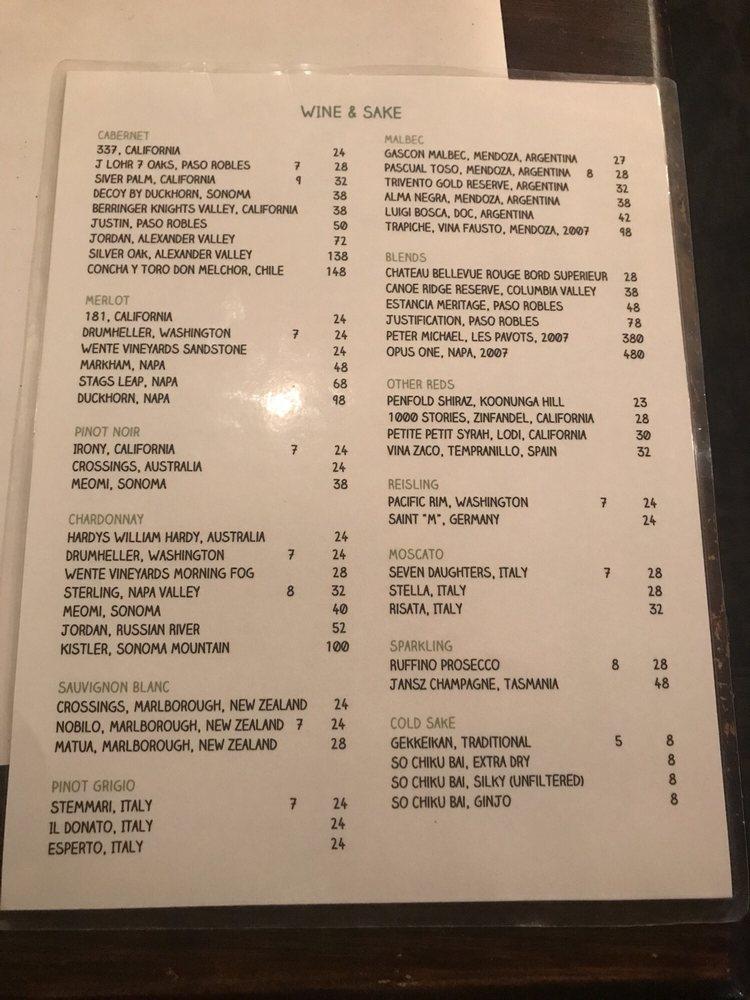 WINE & SAKE
CABERNET
337, CALIFORNIA 24
J LOHR 7 OAKS, PASO ROBLES 7 28
SIVER PALM, CALIFORNIA 9 32
DECOY BY DUCKHORN, SONOMA 38
BERRINGER KNIGHTS VALLEY, CALIFORNIA 38
JUSTIN, PASO ROBLES 50
JORDAN, ALEXANDER VALLEY 72
SILVER OAK, ALEXANDER VALLEY 138
CONCHA Y TORO DON MELCHOR, CHILE 148
MERLOT
181, CALIFORNIA 24
DRUMHELLER, WASHINGTON 7 24
WENTE VINEYARDS SANDSTONE 24
MARKHAM, NAPA 48
STAGS LEAP, NAPA 68
DUCKHORN, NAPA 98
PINOT NOIR
IRONY, CALIFORNIA 7 24
CROSSINGS, AUSTRALIA 24
MEOMI, SONOMA 38
CHARDONNAY
HARDYS WILLIAM HARDY, AUSTRALIA 24
DRUMHELLER, WASHINGTON 7 24
WENTE VINEYARDS MORNING FOG 28
STERLING, NAPA VALLEY 8 32
MEOMI, SONOMA 40
JORDAN, RUSSIAN RIVER 52
KISTLER, SONOMA MOUNTAIN 100
SAUVIGNON BLANC
CROSSINGS, MARLBOROUGH, NEW ZEALAND 24
NOBILO, MARLBOROUGH, NEW ZEALAND 7 24
MATUA, MARLBOROUGH, NEW ZEALAND 28
PINOT GRIGIO
STEMMARI, ITALY 7 24
IL DONATO, ITALY 24
ESPERTO, ITALY 24
MALBEC
GASCON MALBEC, MENDOZA, ARGENTINA 27
PASCUAL TOSO, MENDOZA, ARGENTINA 8 28
TRIVENTO GOLD RESERVE, ARGENTINA 32
ALMA NEGRA, MENDOZA, ARGENTINA 38
LUIGI BOSCA, DOC, ARGENTINA 42
TRAPICHE, VINA FAUSTO, MENDOZA, 2007 98
BLENDS
CHATEAU BELLEVUE ROUGE BORD SUPERIEUR 28
CANOE RIDGE RESERVE, COLUMBIA VALLEY 38
ESTANCIA MERITAGE, PASO ROBLES 48
JUSTIFICATION, PASO ROBLES 78
PETER MICHAEL, LES PAVOTS, 2007 380
OPUS ONE, NAPA, 2007 480
OTHER REDS
PENFOLD SHIRAZ, KOONUNGA HILL 23
1000 STORIES, ZINFANDEL, CALIFORNIA 28
PETITE PETIT SYRAH, LODI, CALIFORNIA 30
VINA ZACO, TEMPRANILLO, SPAIN 32
REISLING
PACIFIC RIM, WASHINGTON 7 24
SAINT "M", GERMANY 24
MOSCATO
SEVEN DAUGHTERS, ITALY 7 28
STELLA, ITALY 28
RISATA, ITALY 32
SPARKLING
RUFFINO PROSECCO 8 28
JANSZ CHAMPAGNE, TASMANIA 48
COLD SAKE
GEKKEIKAN, TRADITIONAL 5 8
SO CHIKU BAI, EXTRA DRY 8
SO CHIKU BAI, SILKY (UNFILTERED) 8
SO CHIKU BAI, GINJO 8